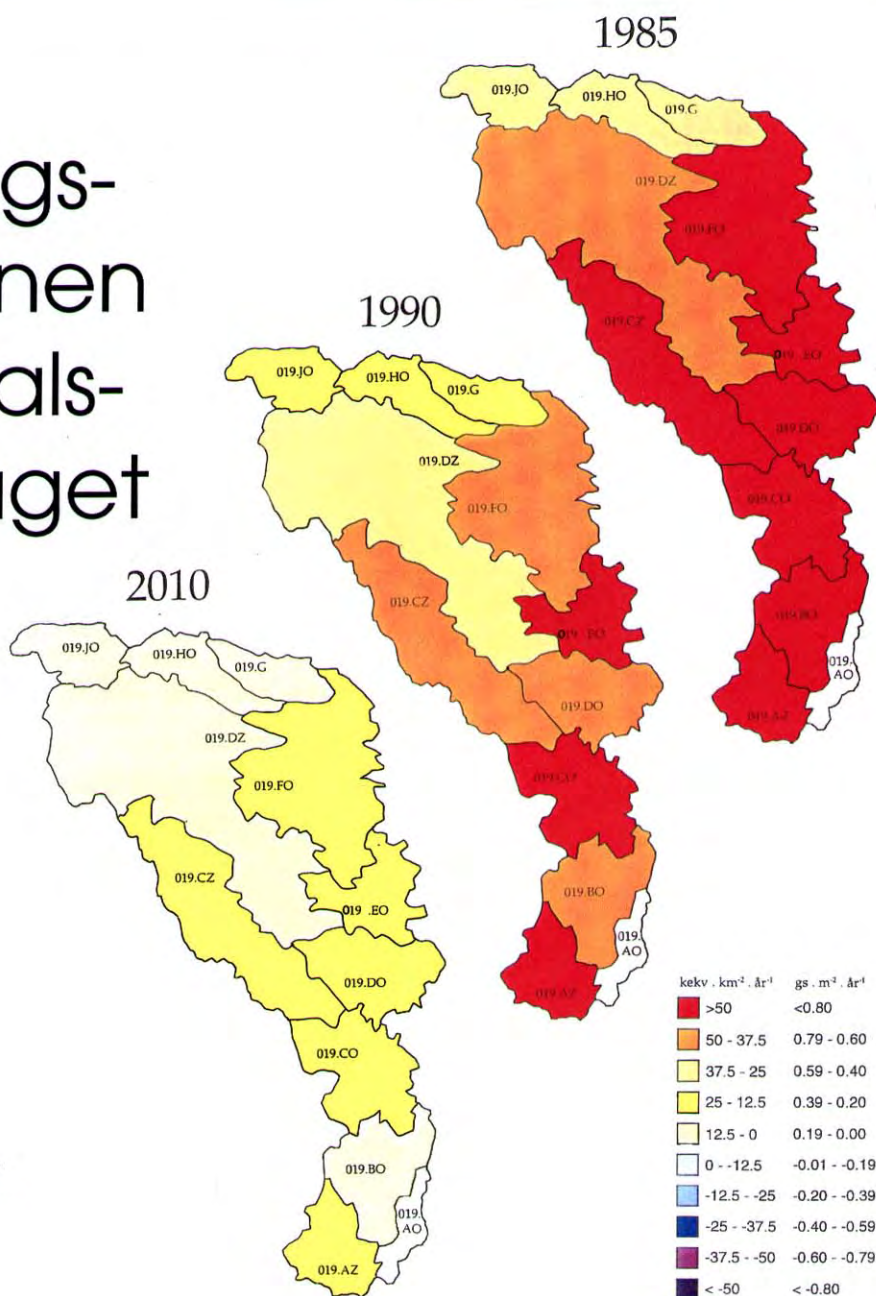 gs-
nen
als-
aget
1985
019.JO
019.HO
019.G
019.DZ
019.FO
019.CZ
019 .EO
019.DO
019.CO
019.BO
019.
AO
019.AZ
1990
019.JO
019.HO
019.G
019.DZ
019.FO
019.CZ
019 .EO
019.DO
019.CO
019.BO
019.
AO
019.AZ
2010
019.JO
019.HO
019.G
019.DZ
019.FO
019.CZ
019 .EO
019.DO
019.CO
019.BO
019.
AO
019.AZ
kekv . km⁻² . år⁻¹ gs . m⁻² . år⁻¹
>50 <0.80
50 - 37.5 0.79 - 0.60
37.5 - 25 0.59 - 0.40
25 - 12.5 0.39 - 0.20
12.5 - 0 0.19 - 0.00
0 - -12.5 -0.01 - -0.19
-12.5 - -25 -0.20 - -0.39
-25 - -37.5 -0.40 - -0.59
-37.5 - -50 -0.60 - -0.79
< -50 < -0.80